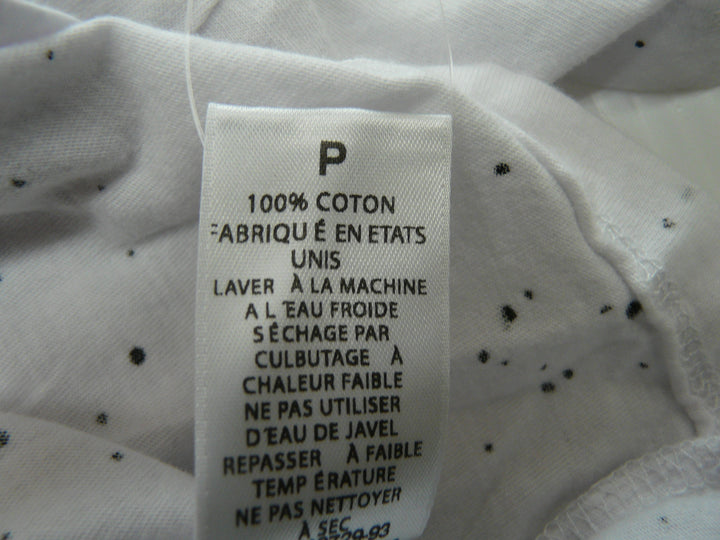 P
100% COTON
FABRIQU É EN ETATS
UNIS
LAVER À LA MACHINE
A L'EAU FROIDE
SÉCHAGE PAR
CULBUTAGE À
CHALEUR FAIBLE
NE PAS UTILISER
D'EAU DE JAVEL
REPASSER À FAIBLE
TEMP ÉRATURE
NE PAS NETTOYER
À SEC